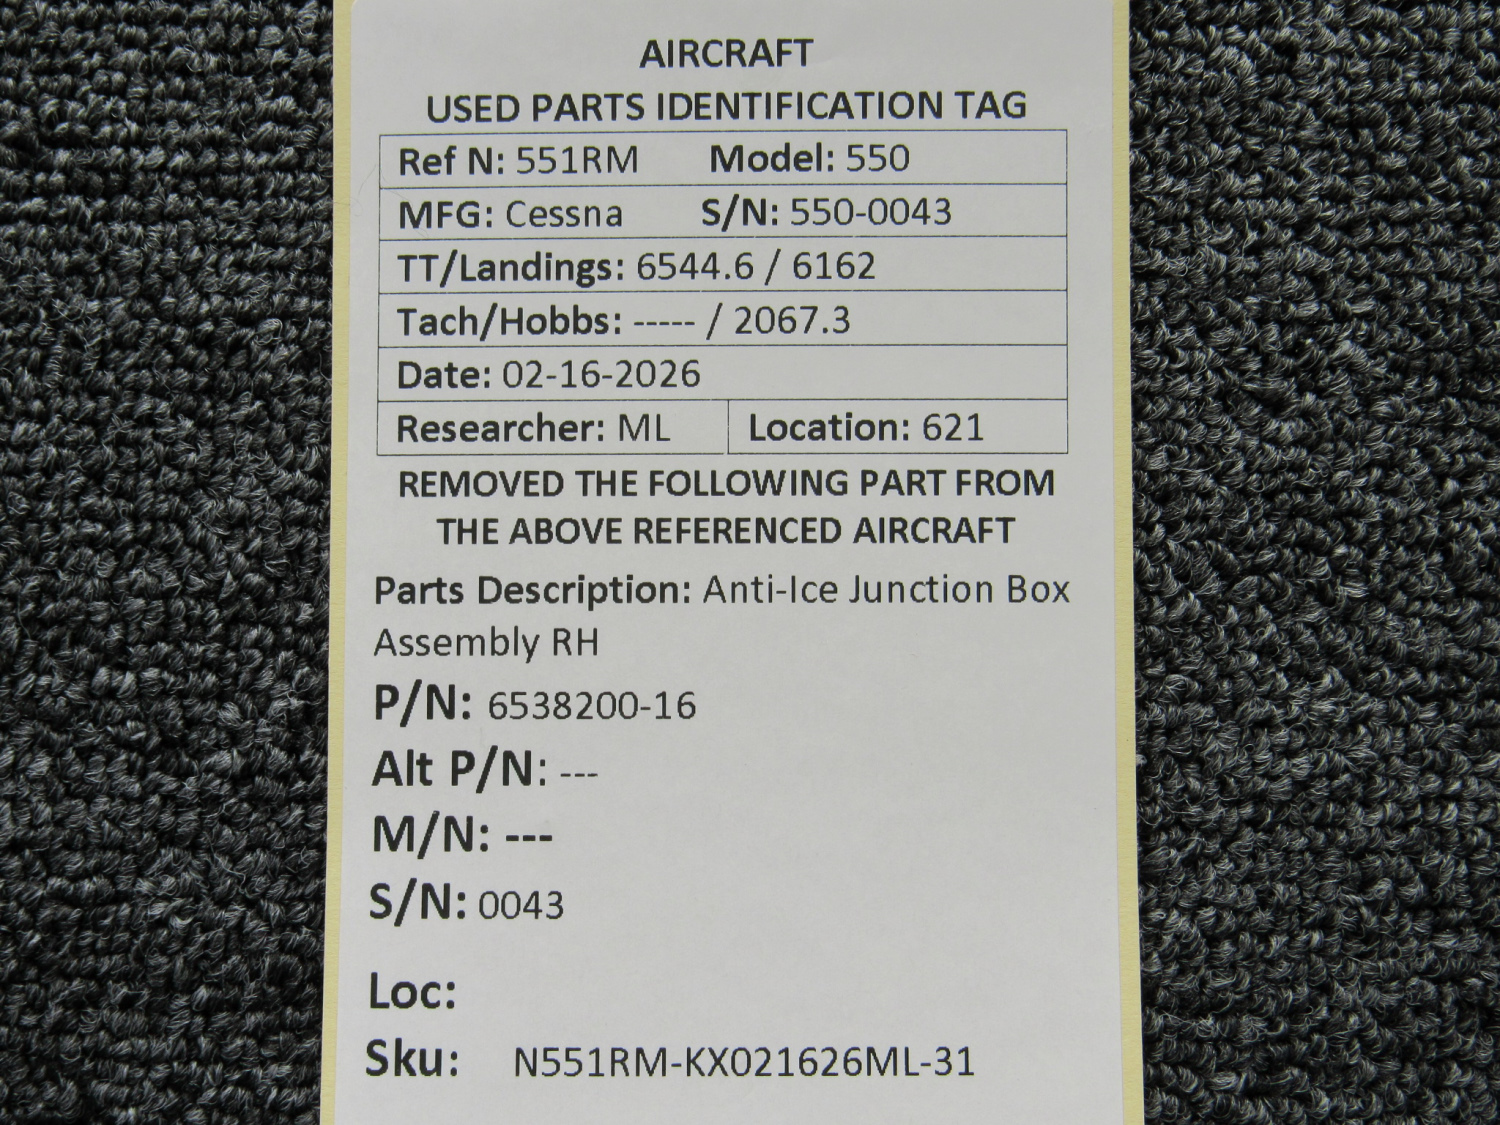 AIRCRAFT
USED PARTS IDENTIFICATION TAG
Ref N: 551RM Model: 550
MFG: Cessna S/N: 550-0043
TT/Landings: 6544.6 / 6162
Tach/Hobbs: ----- / 2067.3
Date: 02-16-2026
Researcher: ML Location: 621
REMOVED THE FOLLOWING PART FROM
THE ABOVE REFERENCED AIRCRAFT
Parts Description: Anti-Ice Junction Box
Assembly RH
P/N: 6538200-16
Alt P/N: ---
M/N: ---
S/N: 0043
Loc:
Sku: N551RM-KX021626ML-31